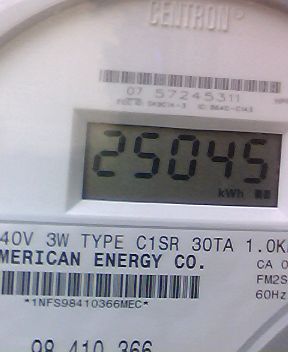 CENTRON
07 57245311
25045
kWh
40V 3W TYPE C1SR 30TA 1.0K
MERICAN ENERGY CO.
CA 0
FM2S
60Hz
*1NFS98410366MEC*
98 410 366